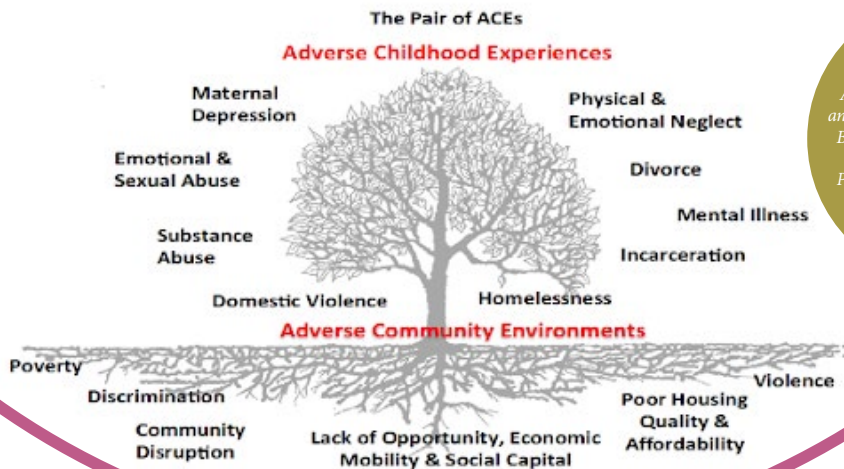 The Pair of ACEs
Adverse Childhood Experiences
Maternal
Depression
Physical &
Emotional Neglect
Emotional &
Sexual Abuse
Divorce
Mental Illness
Substance
Abuse
Incarceration
Domestic Violence
Homelessness
Adverse Community Environments
Poverty
Discrimination
Community
Disruption
Lack of Opportunity, Economic
Mobility & Social Capital
Poor Housing
Quality &
Affordability
Violence